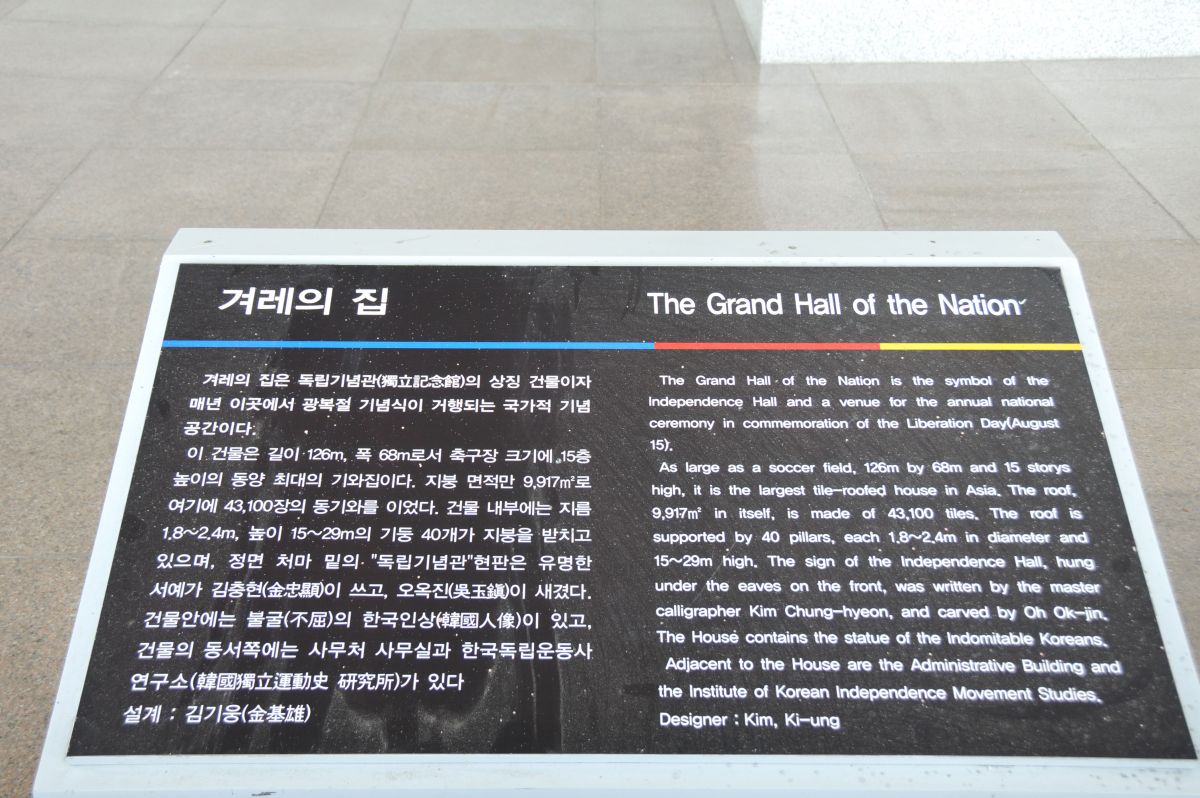 겨레의 집
겨레의 집은 독립기념관(獨立記念館)의 상징 건물이자
매년 이곳에서 광복절 기념식이 거행되는 국가적 기념
공간이다.
이 건물은 길이 126m, 폭 68m로서 축구장 크기에 15층
높이의 동양 최대의 기와집이다. 지붕 면적만 9,917㎡로
여기에 43,100장의 동기와를 이었다. 건물 내부에는 지름
1.8~2.4m, 높이 15~29m의 기둥 40개가 지붕을 받치고
있으며, 정면 처마 밑의 "독립기념관"현판은 유명한
서예가 김충현(金忠顯)이 쓰고, 오옥진(吳玉鎭)이 새겼다.
건물안에는 불굴(不屈)의 한국인상(韓國人像)이 있고,
건물의 동서쪽에는 사무처 사무실과 한국독립운동사
연구소(韓國獨立運動史 硏究所)가 있다
설계 : 김기웅(金基雄)
The Grand Hall of the Nation
The Grand Hall of the Nation is the symbol of the
Independence Hall and a venue for the annual national
ceremony in commemoration of the Liberation Day(August
15).
As large as a soccer field, 126m by 68m and 15 storys
high, it is the largest tile-roofed house in Asia. The roof,
9,917㎡ in itself, is made of 43,100 tiles. The roof is
supported by 40 pillars, each 1.8~2.4m in diameter and
15~29m high. The sign of the Independence Hall, hung
under the eaves on the front, was written by the master
calligrapher Kim Chung-hyeon, and carved by Oh Ok-jin.
The House contains the statue of the Indomitable Koreans.
Adjacent to the House are the Administrative Building and
the Institute of Korean Independence Movement Studies.
Designer : Kim, Ki-ung